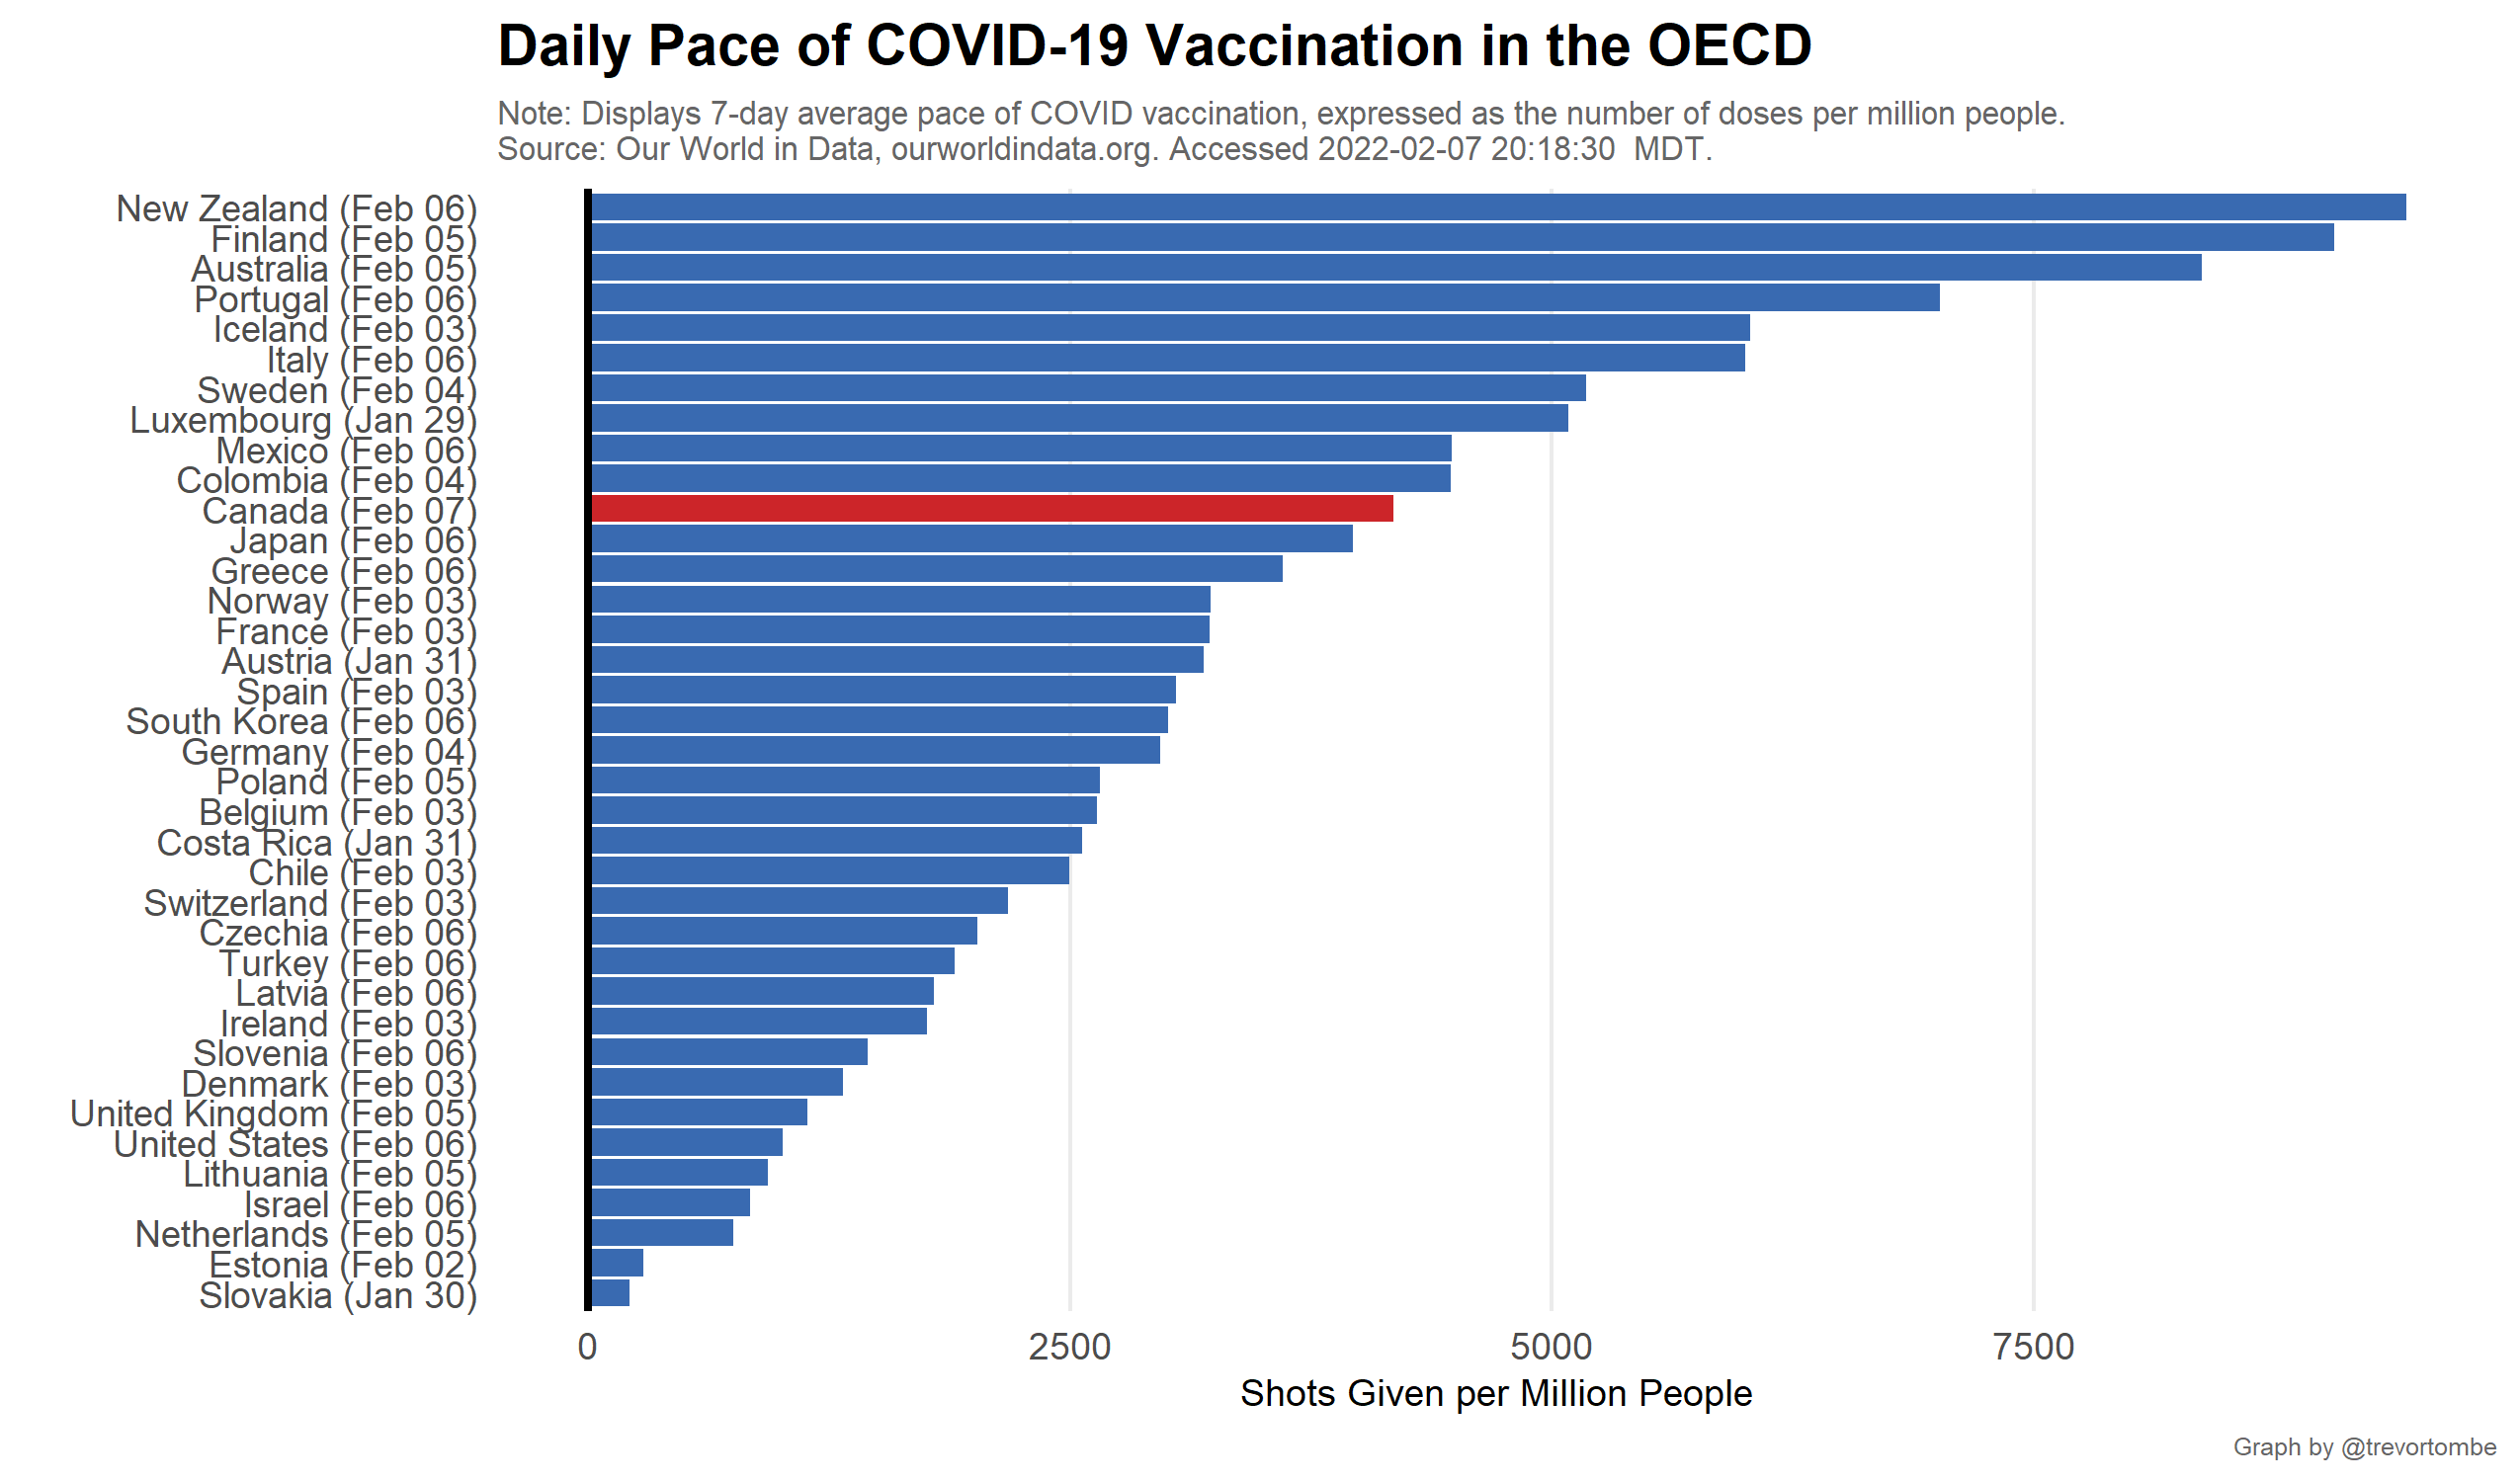 Daily Pace of COVID-19 Vaccination in the OECD
Note: Displays 7-day average pace of COVID vaccination, expressed as the number of doses per million people.
Source: Our World in Data, ourworldindata.org. Accessed 2022-02-07 20:18:30  MDT.
New Zealand (Feb 06)
Finland (Feb 05)
Australia (Feb 05)
Portugal (Feb 06)
Iceland (Feb 03)
Italy (Feb 06)
Sweden (Feb 04)
Luxembourg (Jan 29)
Mexico (Feb 06)
Colombia (Feb 04)
Canada (Feb 07)
Japan (Feb 06)
Greece (Feb 06)
Norway (Feb 03)
France (Feb 03)
Austria (Jan 31)
Spain (Feb 03)
South Korea (Feb 06)
Germany (Feb 04)
Poland (Feb 05)
Belgium (Feb 03)
Costa Rica (Jan 31)
Chile (Feb 03)
Switzerland (Feb 03)
Czechia (Feb 06)
Turkey (Feb 06)
Latvia (Feb 06)
Ireland (Feb 03)
Slovenia (Feb 06)
Denmark (Feb 03)
United Kingdom (Feb 05)
United States (Feb 06)
Lithuania (Feb 05)
Israel (Feb 06)
Netherlands (Feb 05)
Estonia (Feb 02)
Slovakia (Jan 30)
0 2500 5000 7500
Shots Given per Million People
Graph by @trevortombe